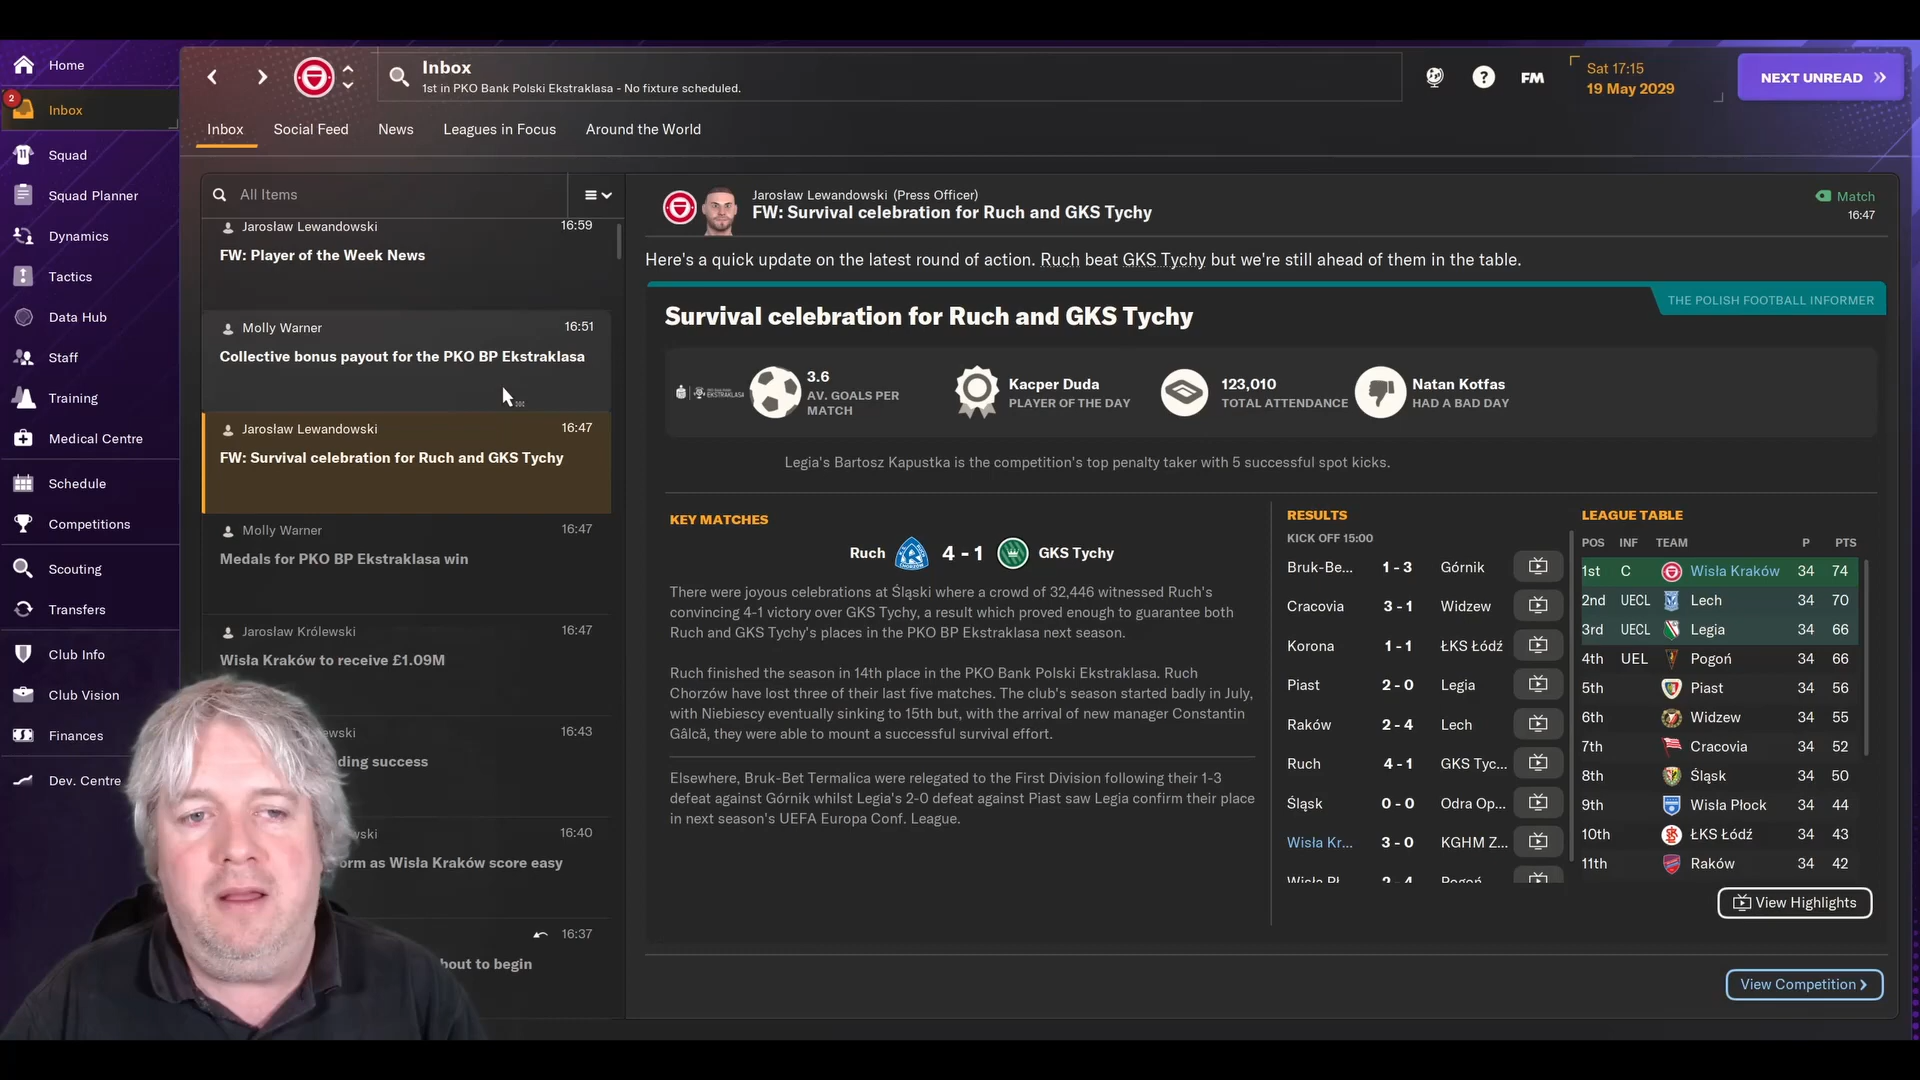 Home
2
Inbox
Squad
Squad Planner
Dynamics
Tactics
Data Hub
Staff
Training
Medical Centre
Schedule
Competitions
Scouting
Transfers
Club Info
Club Vision
Finances
Dev. Centre
Inbox
1st in PKO Bank Polski Ekstraklasa - No fixture scheduled.
FM
Sat 17:15
19 May 2029
NEXT UNREAD
Inbox
Social Feed
News
Leagues in Focus
Around the World
All Items
Jarosław Lewandowski 16:59
FW: Player of the Week News
Molly Warner 16:51
Collective bonus payout for the PKO BP Ekstraklasa
Jarosław Lewandowski 16:47
FW: Survival celebration for Ruch and GKS Tychy
Molly Warner 16:47
Medals for PKO BP Ekstraklasa win
Jarosław Królewski 16:47
Wisła Kraków to receive £1.09M
ewski 16:43
ding success
wski 16:40
orm as Wisła Kraków score easy
16:37
bout to begin
Jarosław Lewandowski (Press Officer)
FW: Survival celebration for Ruch and GKS Tychy
Match
16:47
Here's a quick update on the latest round of action. Ruch beat GKS Tychy but we're still ahead of them in the table.
THE POLISH FOOTBALL INFORMER
Survival celebration for Ruch and GKS Tychy
3.6
AV. GOALS PER
MATCH
Kacper Duda
PLAYER OF THE DAY
123,010
TOTAL ATTENDANCE
Natan Kotfas
HAD A BAD DAY
Legia's Bartosz Kapustka is the competition's top penalty taker with 5 successful spot kicks.
KEY MATCHES
Ruch 4 - 1 GKS Tychy
There were joyous celebrations at Śląski where a crowd of 32,446 witnessed Ruch's
convincing 4-1 victory over GKS Tychy, a result which proved enough to guarantee both
Ruch and GKS Tychy's places in the PKO BP Ekstraklasa next season.
Ruch finished the season in 14th place in the PKO Bank Polski Ekstraklasa. Ruch
Chorzów have lost three of their last five matches. The club's season started badly in July,
with Niebiescy eventually sinking to 15th but, with the arrival of new manager Constantin
Gâlcă, they were able to mount a successful survival effort.
Elsewhere, Bruk-Bet Termalica were relegated to the First Division following their 1-3
defeat against Górnik whilst Legia's 2-0 defeat against Piast saw Legia confirm their place
in next season's UEFA Europa Conf. League.
RESULTS
KICK OFF 15:00
Bruk-Be... 1 - 3 Górnik
Cracovia 3 - 1 Widzew
Korona 1 - 1 ŁKS Łódź
Piast 2 - 0 Legia
Raków 2 - 4 Lech
Ruch 4 - 1 GKS Tyc...
Śląsk 0 - 0 Odra Op...
Wisła Kr... 3 - 0 KGHM Z...
Wisła Pł... 2 - 4 Pogoń
LEAGUE TABLE
POS INF TEAM P PTS
1st C Wisła Kraków 34 74
2nd UECL Lech 34 70
3rd UECL Legia 34 66
4th UEL Pogoń 34 66
5th Piast 34 56
6th Widzew 34 55
7th Cracovia 34 52
8th Śląsk 34 50
9th Wisła Płock 34 44
10th ŁKS Łódź 34 43
11th Raków 34 42
View Highlights
View Competition